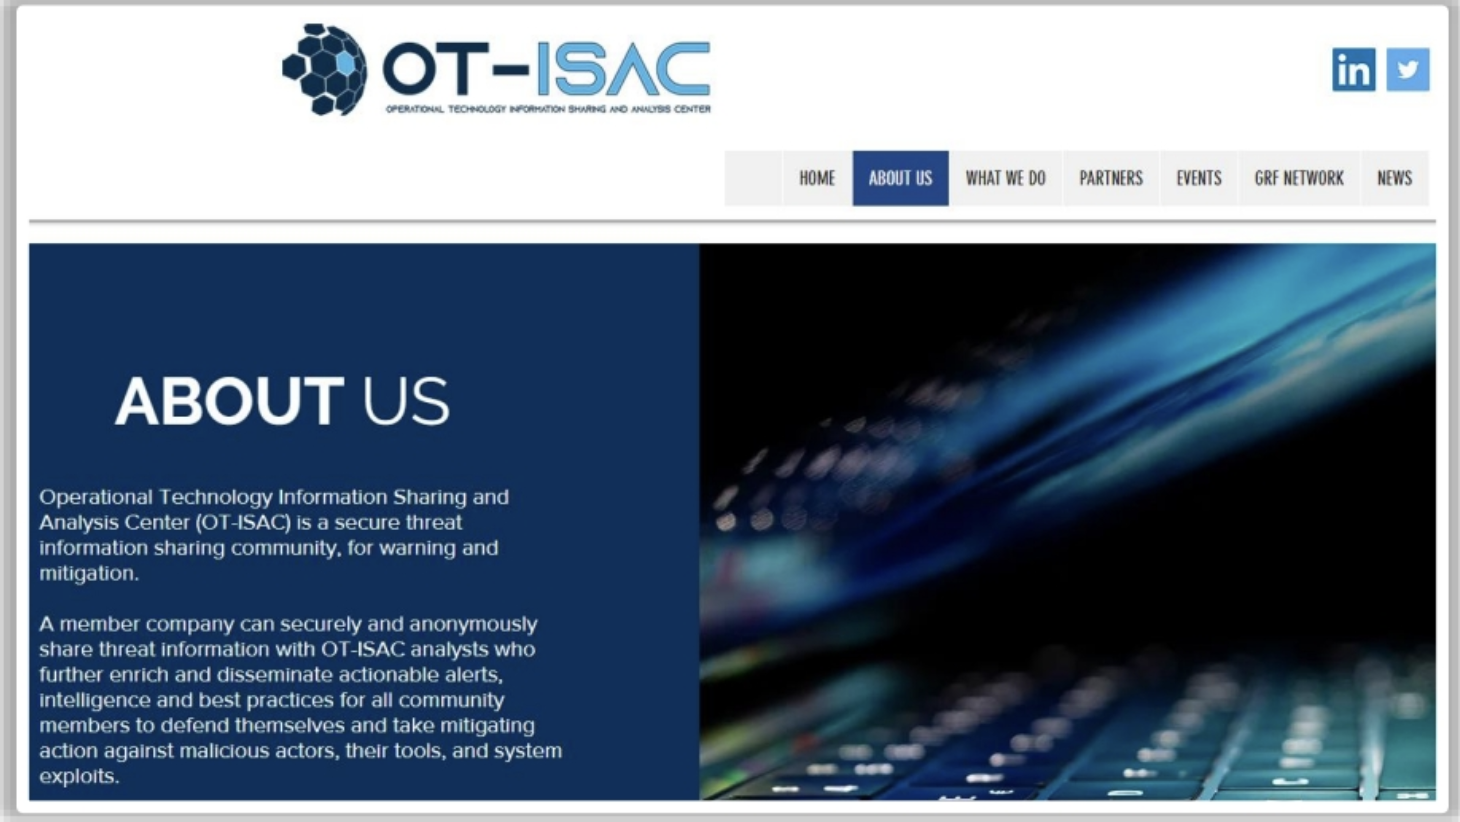 OT-ISAC
OPERATIONAL TECHNOLOGY INFORMATION SHARING AND ANALYSIS CENTER
in
HOME ABOUT US WHAT WE DO PARTNERS EVENTS GRF NETWORK NEWS
ABOUT US
Operational Technology Information Sharing and
Analysis Center (OT-ISAC) is a secure threat
information sharing community, for warning and
mitigation.
A member company can securely and anonymously
share threat information with OT-ISAC analysts who
further enrich and disseminate actionable alerts,
intelligence and best practices for all community
members to defend themselves and take mitigating
action against malicious actors, their tools, and system
exploits.